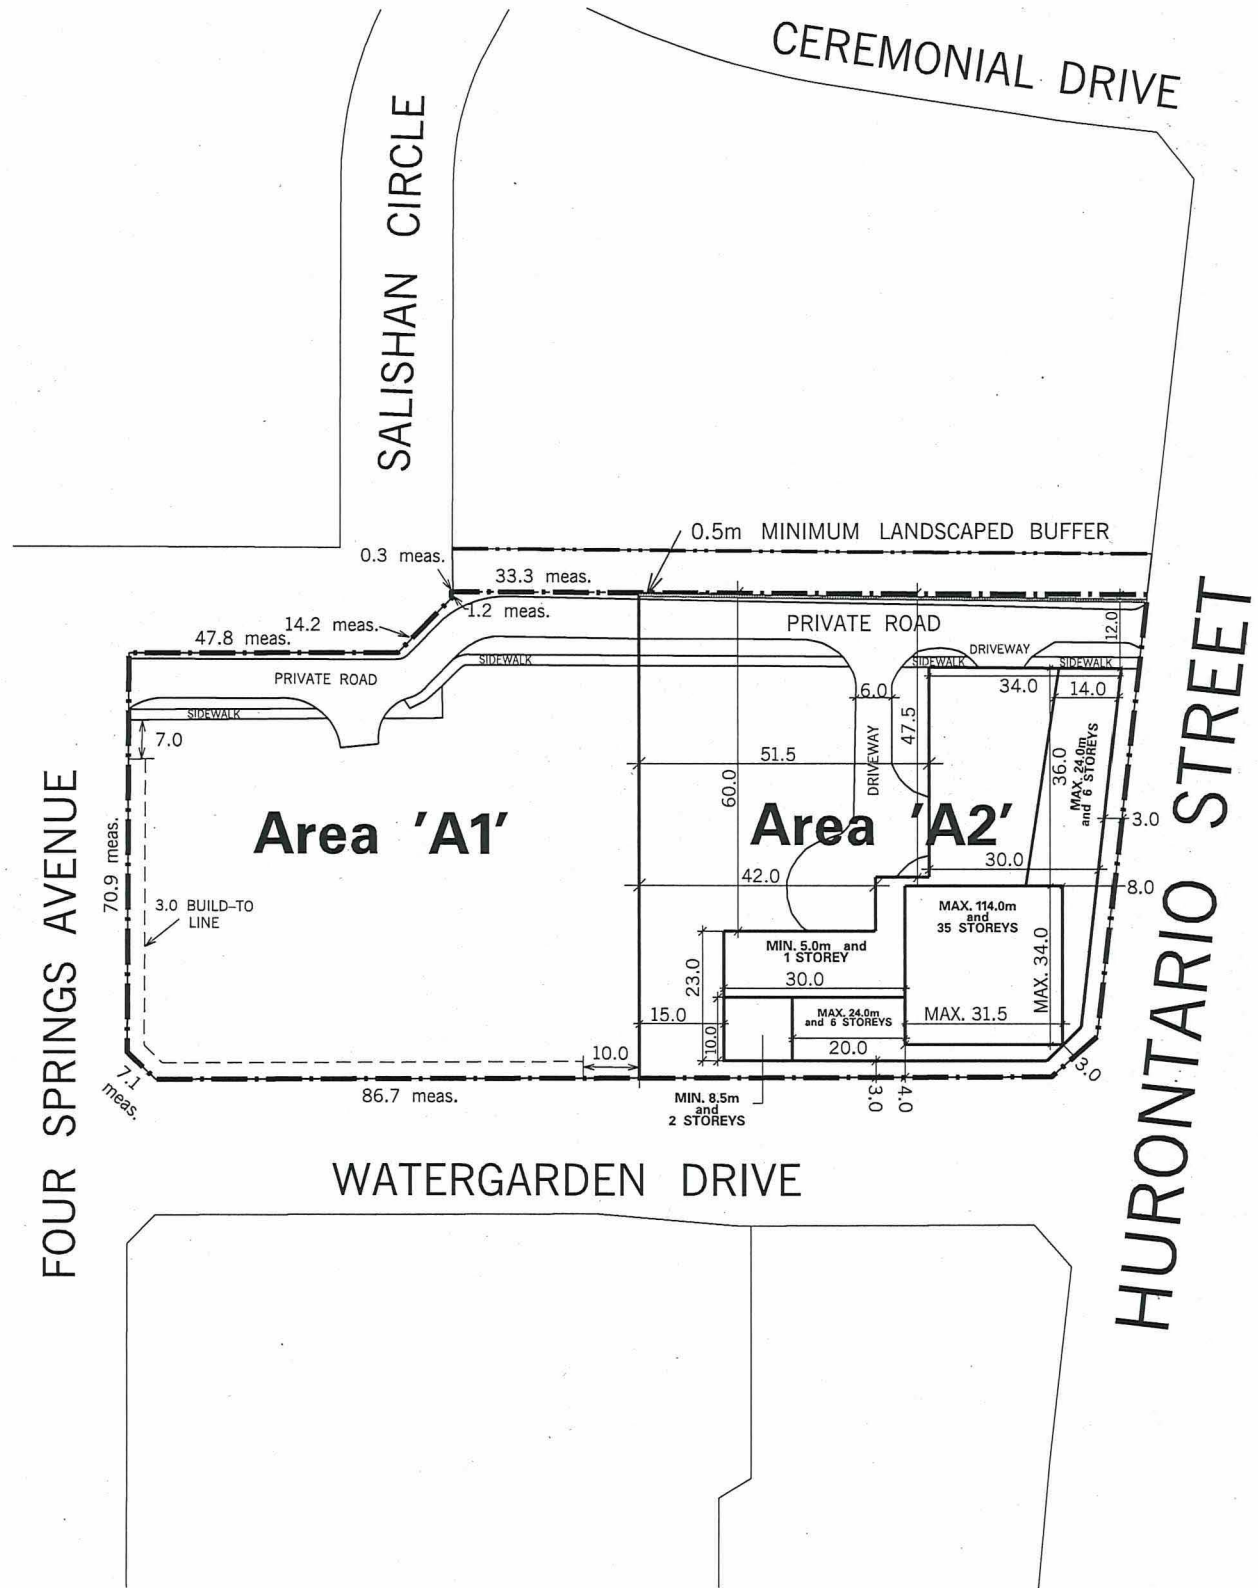 CEREMONIAL DRIVE
SALISHAN CIRCLE
0.5m MINIMUM LANDSCAPED BUFFER
0.3 meas.
33.3 meas.
1.2 meas.
14.2 meas.
47.8 meas.
PRIVATE ROAD
12.0
DRIVEWAY
SIDEWALK
SIDEWALK
SIDEWALK
PRIVATE ROAD
34.0
14.0
6.0
SIDEWALK
7.0
47.5
51.5
DRIVEWAY
60.0
36.0
MAX. 24.0m
and 6 STOREYS
3.0
Area 'A1'
Area 'A2'
30.0
42.0
8.0
70.9 meas.
3.0 BUILD-TO
LINE
MAX. 114.0m
and
35 STOREYS
MIN. 5.0m and
1 STOREY
23.0
30.0
MAX. 34.0
15.0
10.0
MAX. 24.0m
and 6 STOREYS
20.0
MAX. 31.5
10.0
7.1
meas.
86.7 meas.
MIN. 8.5m
and
2 STOREYS
3.0
4.0
3.0
FOUR SPRINGS AVENUE
WATERGARDEN DRIVE
HURONTARIO STREET